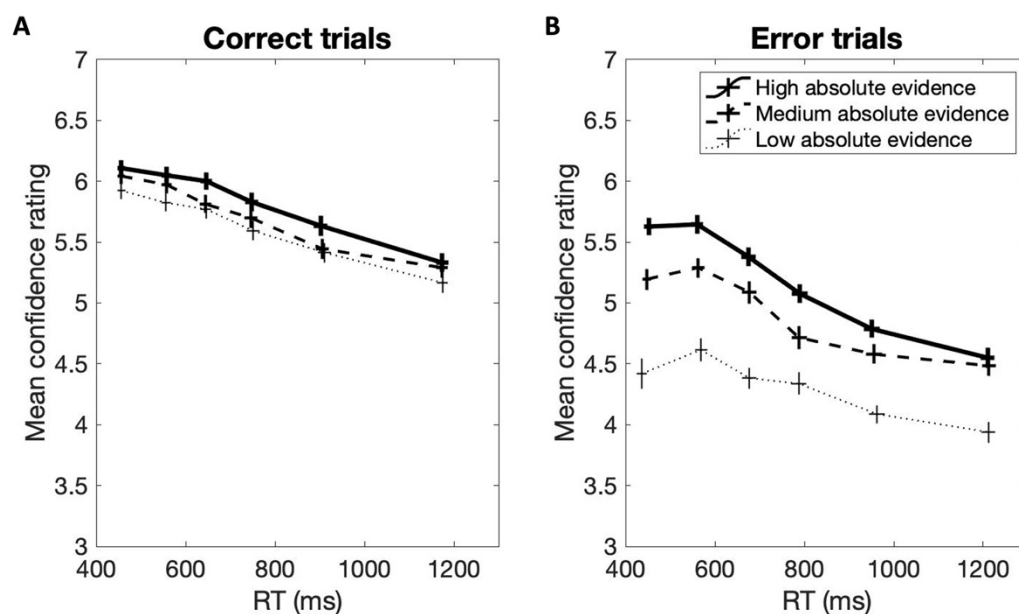 A
Correct trials
7
6.5
6
5.5
5
4.5
4
3.5
3
400 600 800 1000 1200
RT (ms)
Mean confidence rating
B
Error trials
High absolute evidence
Medium absolute evidence
Low absolute evidence
7
6.5
6
5.5
5
4.5
4
3.5
3
400 600 800 1000 1200
RT (ms)
Mean confidence rating